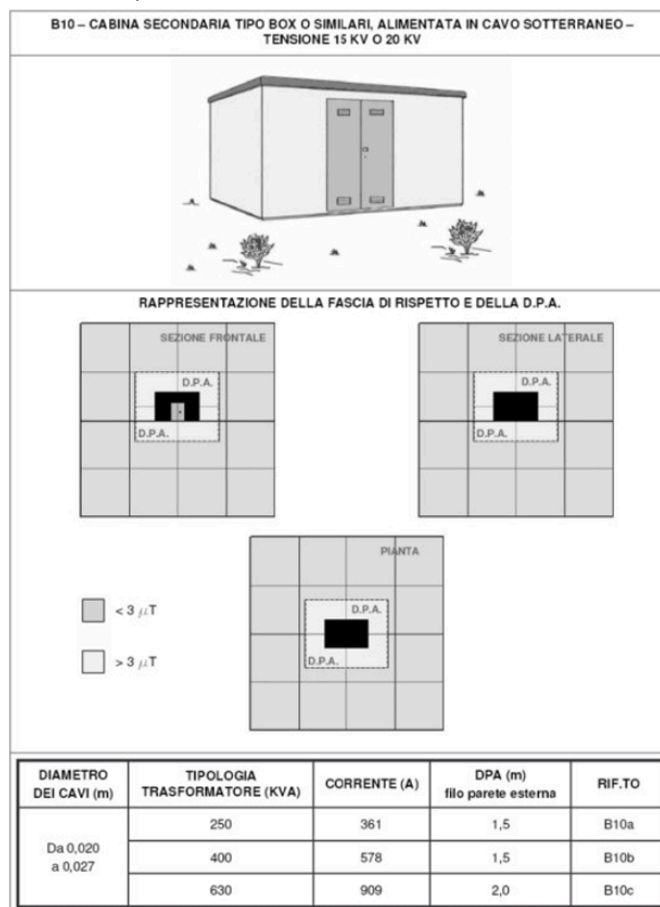 B10 – CABINA SECONDARIA TIPO BOX O SIMILARI, ALIMENTATA IN CAVO SOTTERRANEO –
TENSIONE 15 KV O 20 KV
RAPPRESENTAZIONE DELLA FASCIA DI RISPETTO E DELLA D.P.A.
SEZIONE FRONTALE
D.P.A.
D.P.A.
SEZIONE LATERALE
D.P.A.
D.P.A.
PIANTA
D.P.A.
D.P.A.
< 3 μT
> 3 μT
DIAMETRO
DEI CAVI (m)
TIPOLOGIA
TRASFORMATORE (KVA)
CORRENTE (A)
DPA (m)
filo parete esterna
RIF.TO
Da 0,020
a 0,027
250 361 1,5 B10a
400 578 1,5 B10b
630 909 2,0 B10c